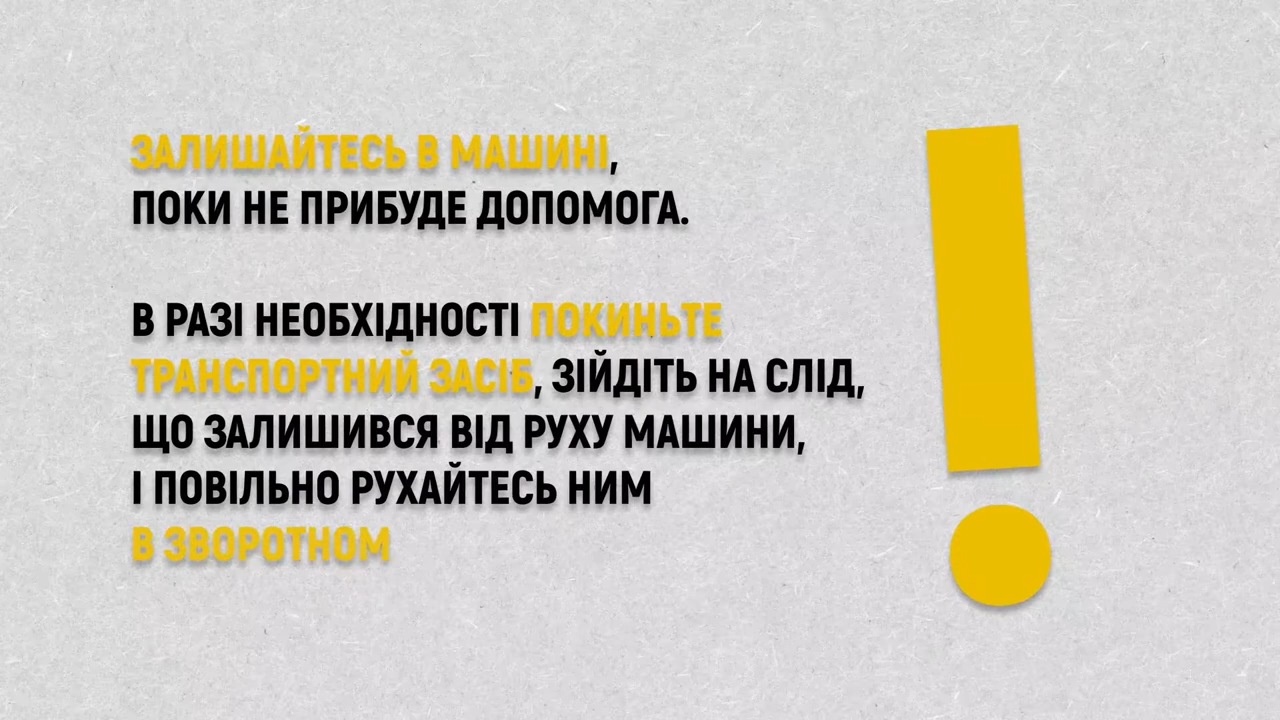 ЗАЛИШАЙТЕСЬ В МАШИНІ,
ПОКИ НЕ ПРИБУДЕ ДОПОМОГА.
В РАЗІ НЕОБХІДНОСТІ ПОКИНЬТЕ
ТРАНСПОРТНИЙ ЗАСІБ, ЗІЙДІТЬ НА СЛІД,
ЩО ЗАЛИШИВСЯ ВІД РУХУ МАШИНИ,
І ПОВІЛЬНО РУХАЙТЕСЬ НИМ
В ЗВОРОТНОМ
!